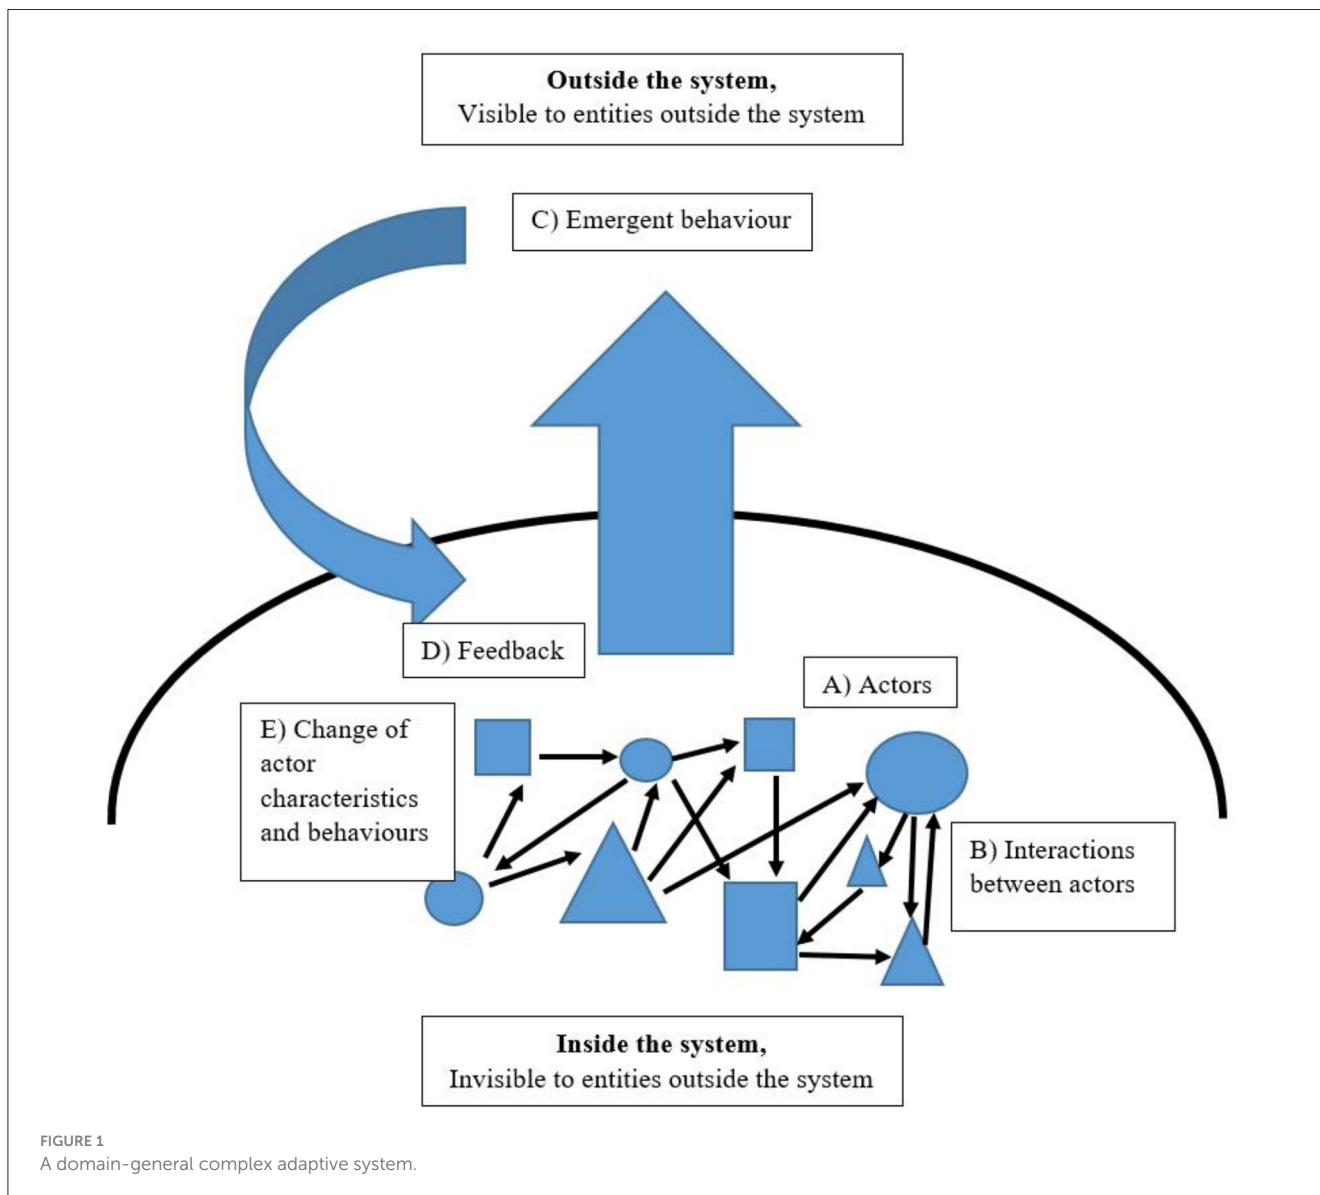 Outside the system,
Visible to entities outside the system
C) Emergent behaviour
D) Feedback
A) Actors
E) Change of
actor
characteristics
and behaviours
B) Interactions
between actors
Inside the system,
Invisible to entities outside the system
FIGURE 1
A domain-general complex adaptive system.